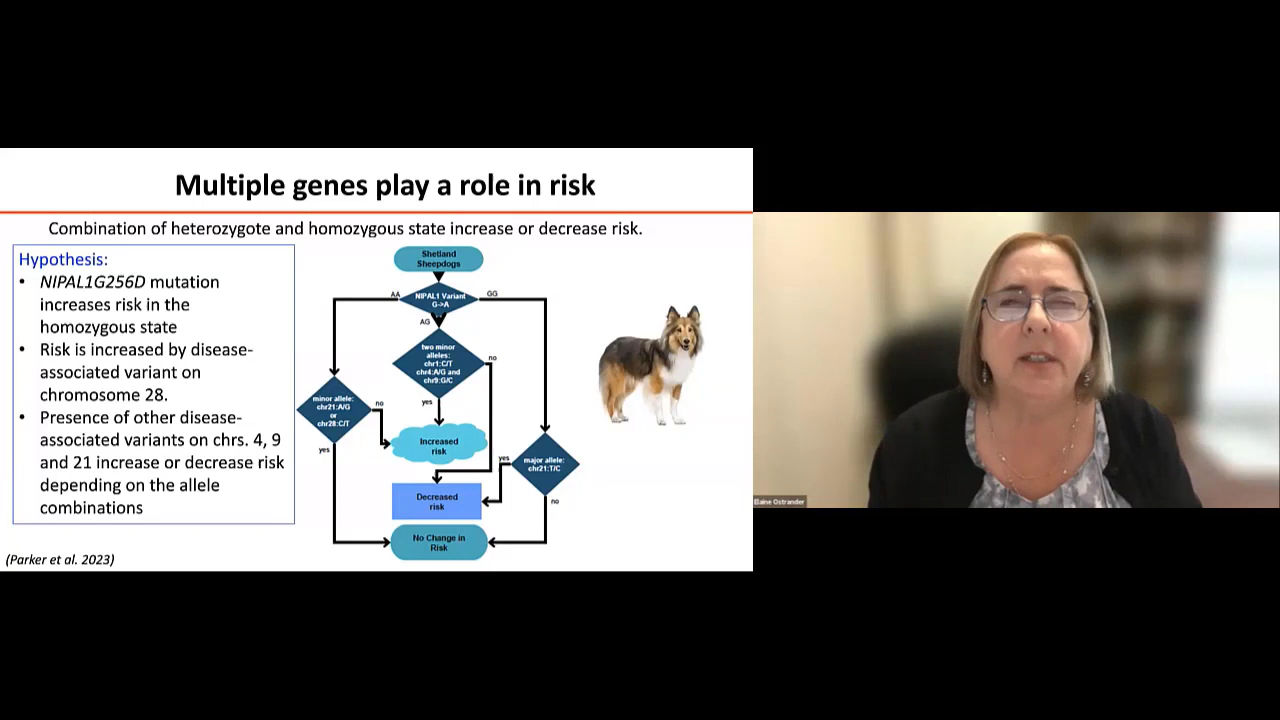 Multiple genes play a role in risk
Combination of heterozygote and homozygous state increase or decrease risk.
Hypothesis:
• NIPAL1G256D mutation
increases risk in the
homozygous state
• Risk is increased by disease-
associated variant on
chromosome 28.
• Presence of other disease-
associated variants on chrs. 4, 9
and 21 increase or decrease risk
depending on the allele
combinations
(Parker et al. 2023)
Shetland
Sheepdogs
NIPAL1 Variant
G->A
AA
GG
AG
two minor
alleles:
chr1:C/T
chr4:A/G and
chr9:G/C
no
yes
minor allele:
chr21:A/G
or
chr28:C/T
no
yes
Increased
risk
major allele:
chr21:T/C
yes
no
Decreased
risk
No Change in
Risk
Elaine Ostrander